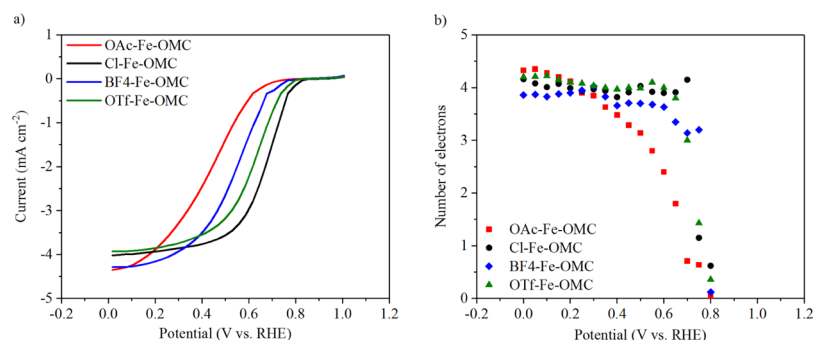 a)
OAc-Fe-OMC
Cl-Fe-OMC
BF4-Fe-OMC
OTf-Fe-OMC
1
0
-1
-2
-3
-4
-5
Current (mA cm-2)
-0.2 0.0 0.2 0.4 0.6 0.8 1.0 1.2
Potential (V vs. RHE)
b)
5
4
3
2
1
0
Number of electrons
OAc-Fe-OMC
Cl-Fe-OMC
BF4-Fe-OMC
OTf-Fe-OMC
-0.2 0.0 0.2 0.4 0.6 0.8 1.0 1.2
Potential (V vs. RHE)